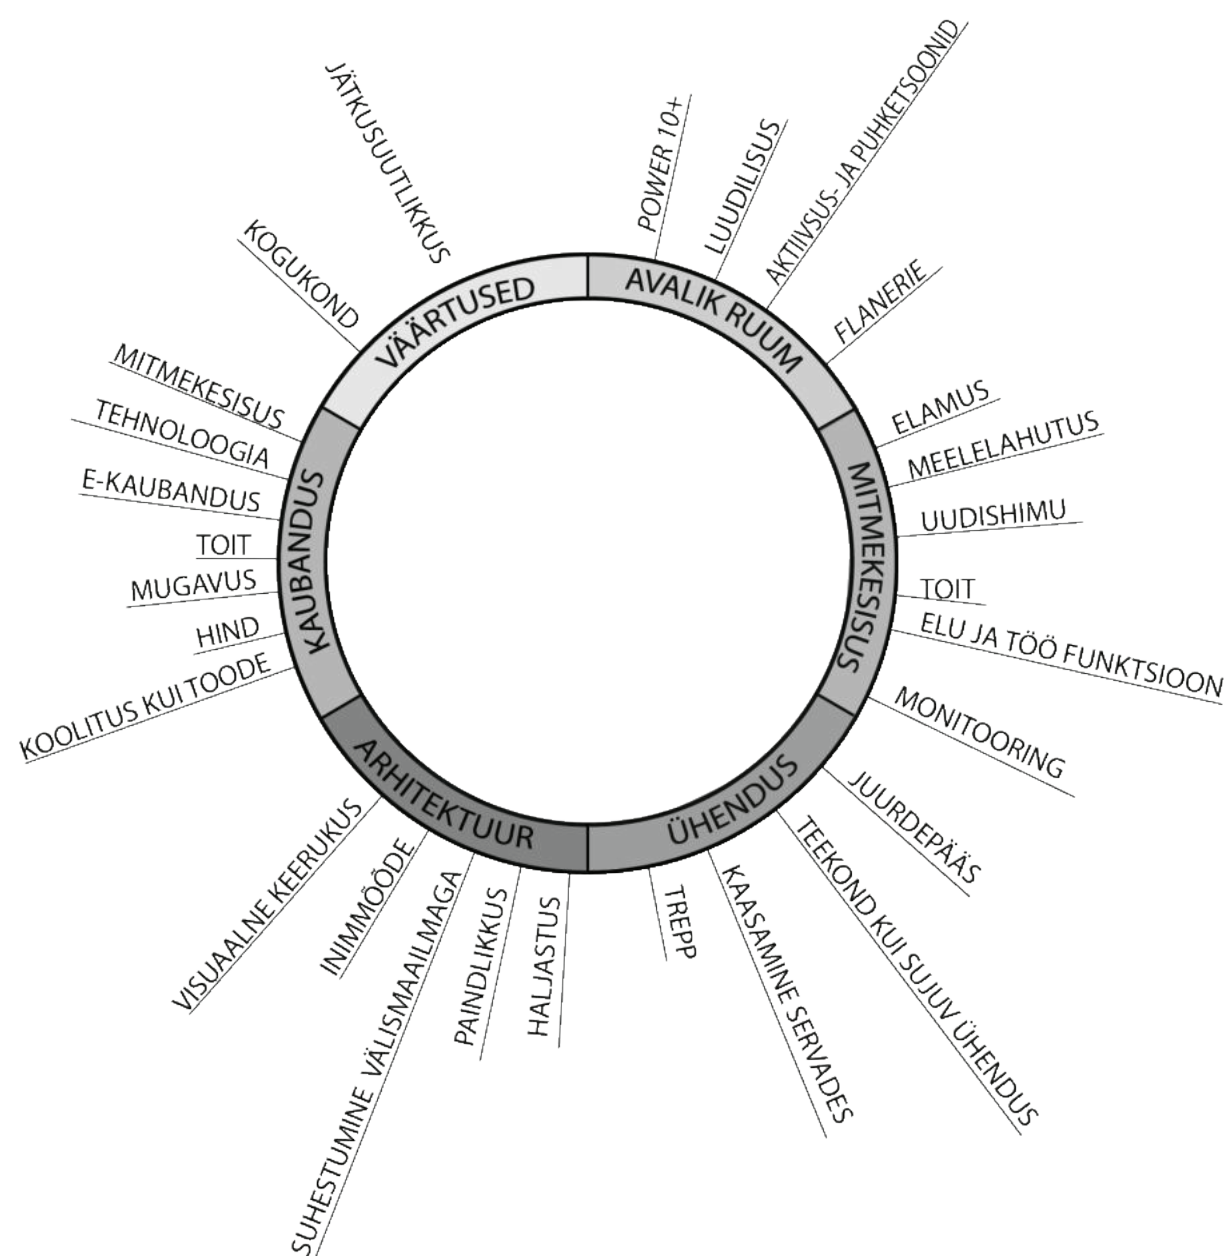 VÄÄRTUSED
JÄTKUSUUTLIKKUS
KOGUKOND
AVALIK RUUM
POWER 10+
LUUDILISUS
AKTIIVSUS- JA PUHKETSOONID
FLANERIE
MITMEKESISUS
ELAMUS
MEELELAHUTUS
UUDISHIMU
TOIT
ELU JA TÖÖ FUNKTSIOON
MONITOORING
ÜHENDUS
JUURDEPÄÄS
TEEKOND KUI SUJUV ÜHENDUS
KAASAMINE SERVADES
TREPP
ARHITEKTUUR
HALJASTUS
PAINDLIKKUS
SUHESTUMINE VÄLISMAAILMAGA
INIMMÕÕDE
VISUAALNE KEERUKUS
KAUBANDUS
KOOLITUS KUI TOODE
HIND
MUGAVUS
TOIT
E-KAUBANDUS
TEHNOLOOGIA
MITMEKESISUS